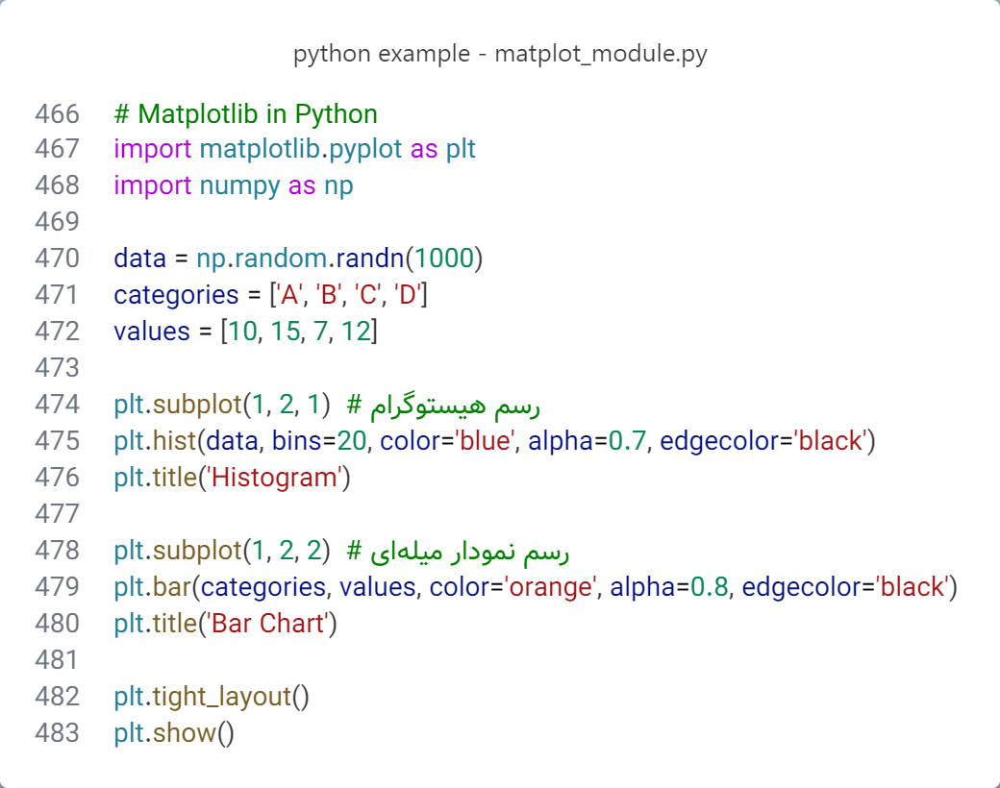 python example - matplot_module.py
466 # Matplotlib in Python
467 import matplotlib.pyplot as plt
468 import numpy as np
469
470 data = np.random.randn(1000)
471 categories = ['A', 'B', 'C', 'D']
472 values = [10, 15, 7, 12]
473
474 plt.subplot(1, 2, 1)  # رسم هیستوگرام
475 plt.hist(data, bins=20, color='blue', alpha=0.7, edgecolor='black')
476 plt.title('Histogram')
477
478 plt.subplot(1, 2, 2)  # رسم نمودار میله‌ای
479 plt.bar(categories, values, color='orange', alpha=0.8, edgecolor='black')
480 plt.title('Bar Chart')
481
482 plt.tight_layout()
483 plt.show()